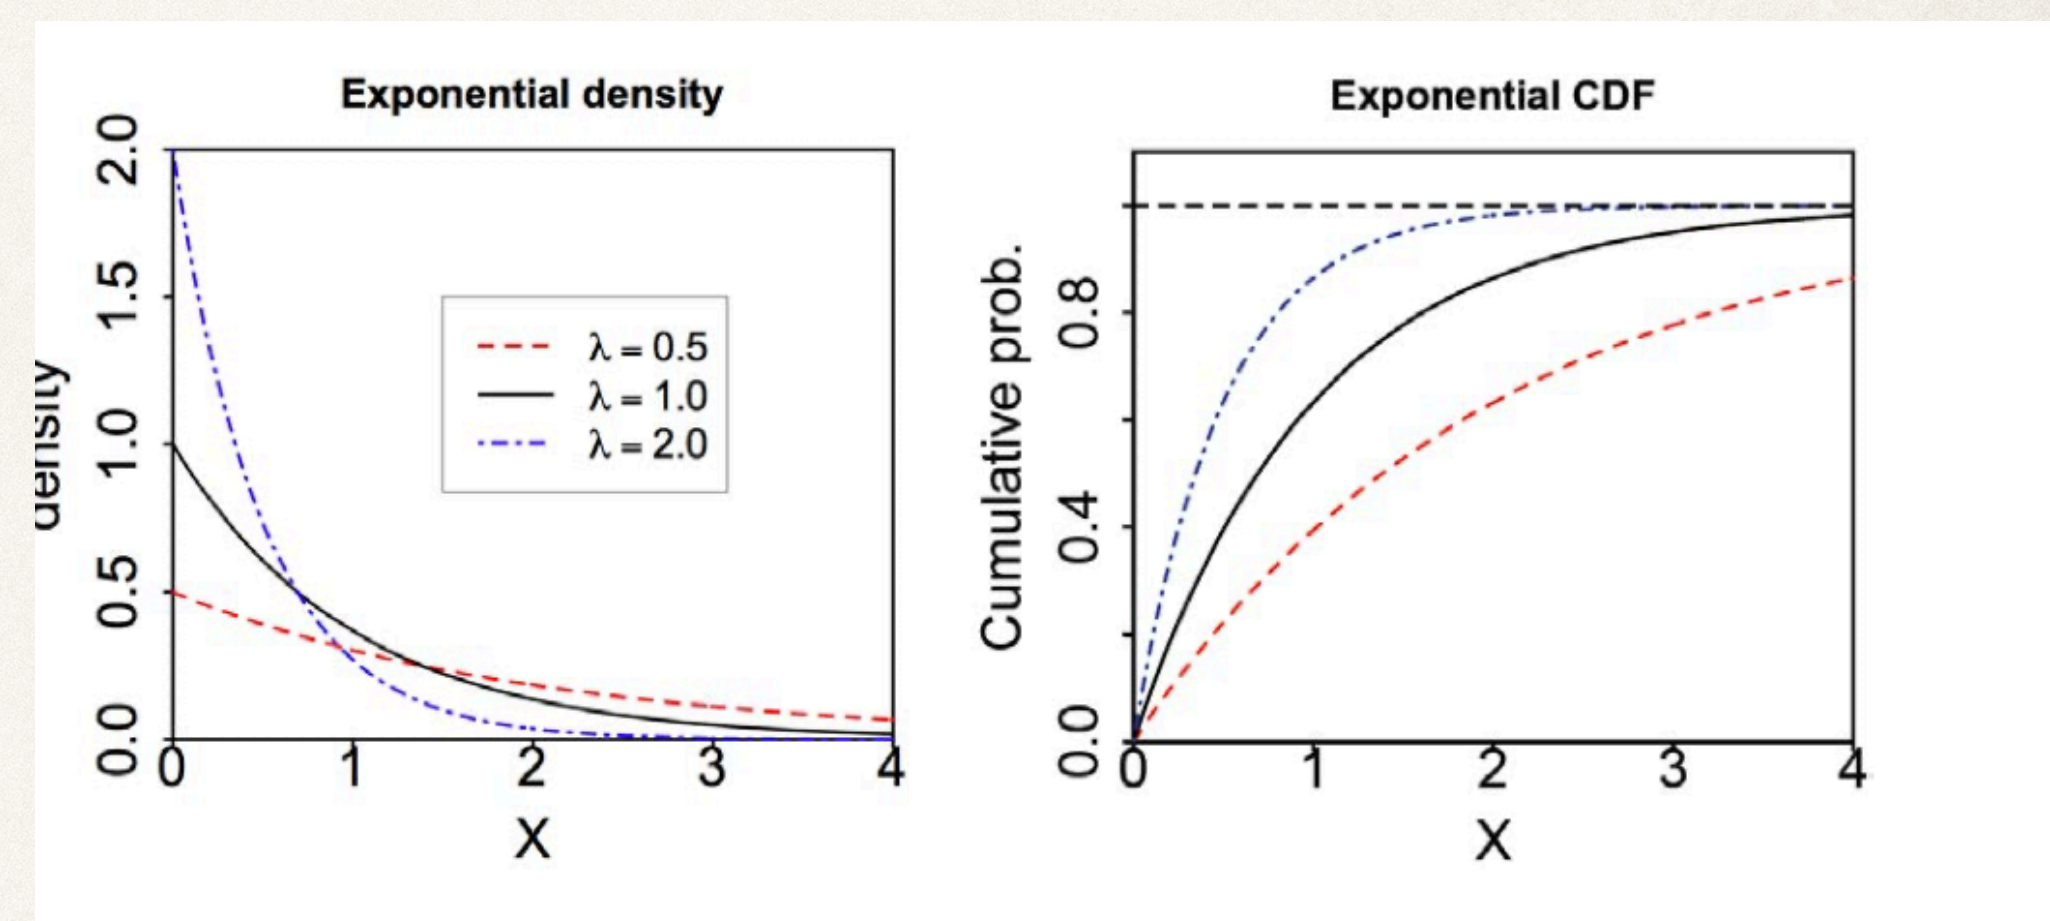 Exponential density
density
2.0
1.5
1.0
0.5
0.0
λ = 0.5
λ = 1.0
λ = 2.0
0 1 2 3 4
X
Exponential CDF
Cumulative prob.
0.8
0.4
0.0
0 1 2 3 4
X